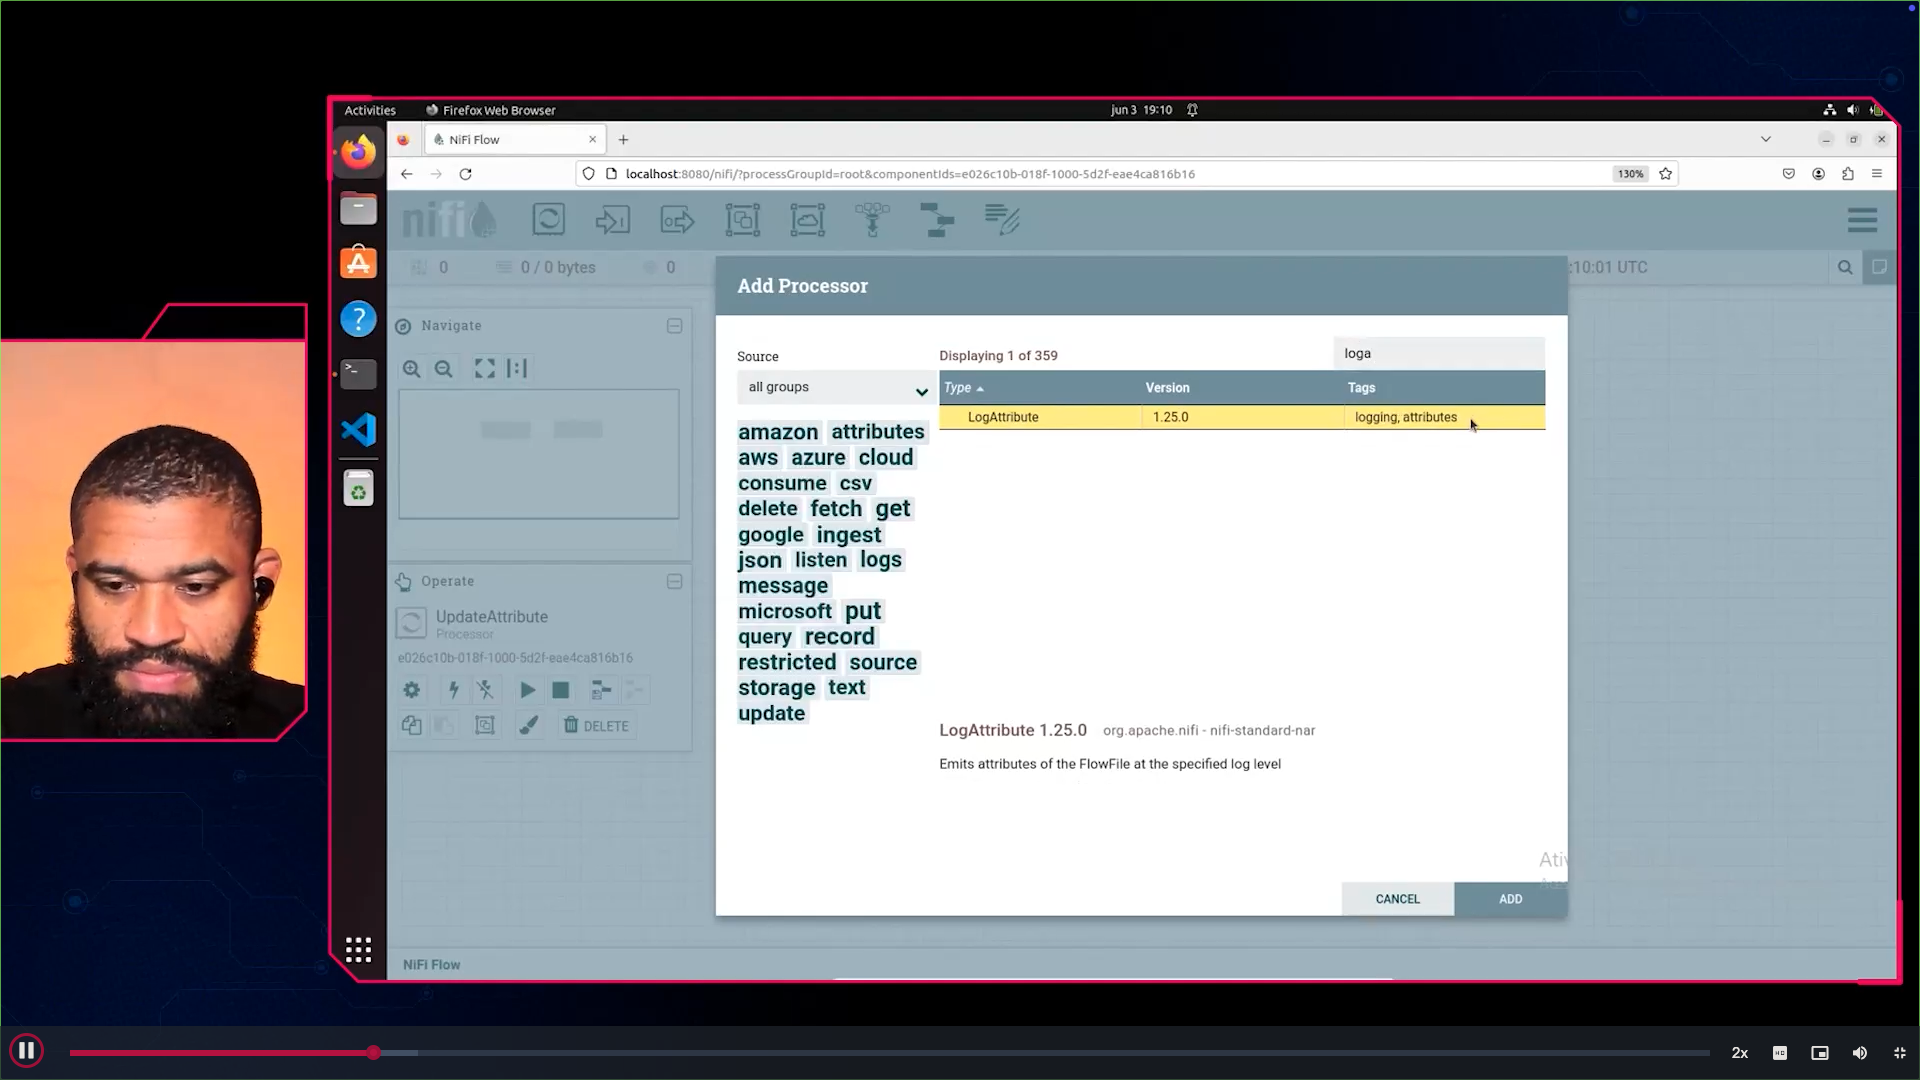 Activities Firefox Web Browser jun 3 19:10
NiFi Flow
localhost:8080/nifi/?processGroupId=root&componentIds=e026c10b-018f-1000-5d2f-eae4ca816b16 130%
nifi
0 0 / 0 bytes 0 :10:01 UTC
Add Processor
Navigate
Source
Displaying 1 of 359
loga
all groups
Type Version Tags
LogAttribute 1.25.0 logging, attributes
amazon attributes
aws azure cloud
consume csv
delete fetch get
google ingest
json listen logs
message
microsoft put
query record
restricted source
storage text
update
Operate
UpdateAttribute
Processor
e026c10b-018f-1000-5d2f-eae4ca816b16
DELETE
LogAttribute 1.25.0 org.apache.nifi - nifi-standard-nar
Emits attributes of the FlowFile at the specified log level
CANCEL ADD
NiFi Flow
2x